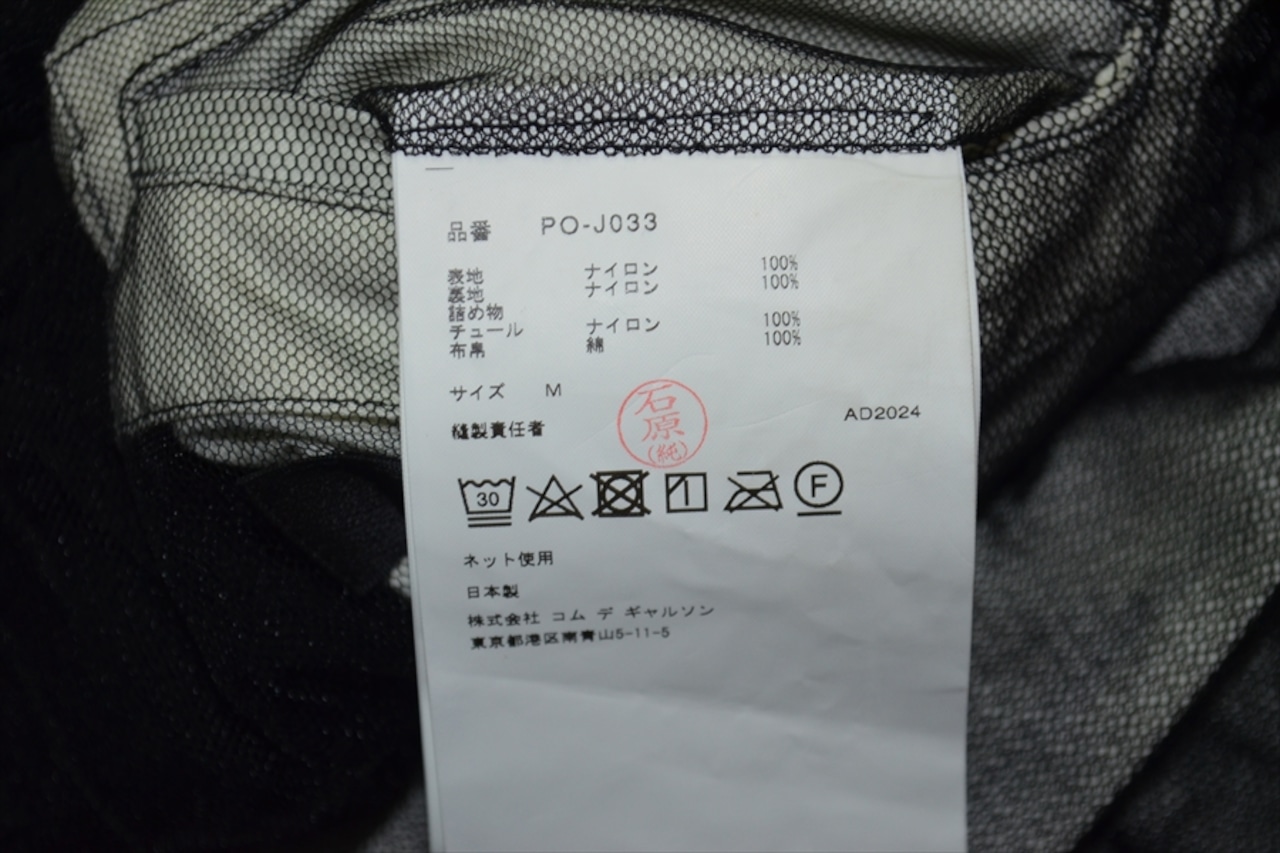 品番 PO-J033
表地 ナイロン 100%
裏地 ナイロン 100%
詰め物
チュール ナイロン 100%
布帛 綿 100%
サイズ M
石原
(純)
AD2024
縫製責任者
30 F
ネット使用
日本製
株式会社 コム デ ギャルソン
東京都港区南青山5-11-5